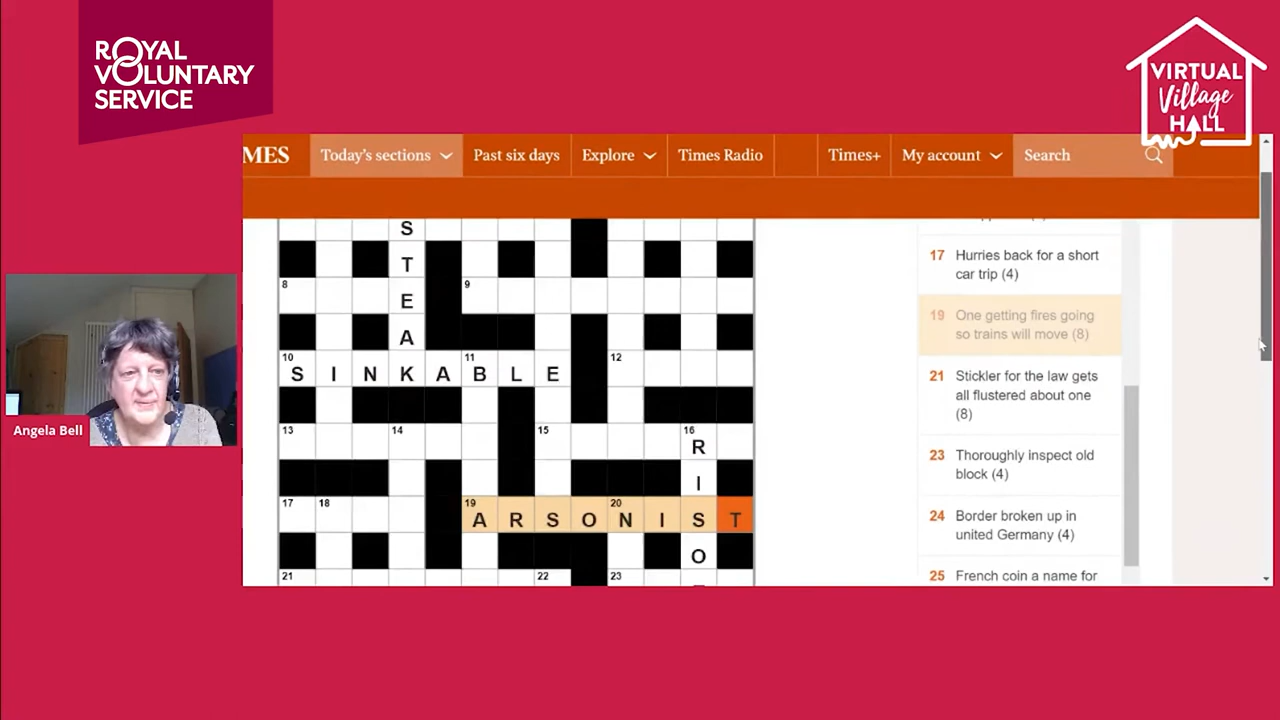 ROYAL
VOLUNTARY
SERVICE
VIRTUAL
Village
HALL
MES
Today's sections
Past six days
Explore
Times Radio
Times+
My account
Search
S
T
8
E
9
A
10
S I N K A B L E
11
12
13
14
15
16
R
I
17
18
19
A R S O N I S T
20
O
21
22
23
17 Hurries back for a short
car trip (4)
19 One getting fires going
so trains will move (8)
21 Stickler for the law gets
all flustered about one
(8)
23 Thoroughly inspect old
block (4)
24 Border broken up in
united Germany (4)
25 French coin a name for
Angela Bell